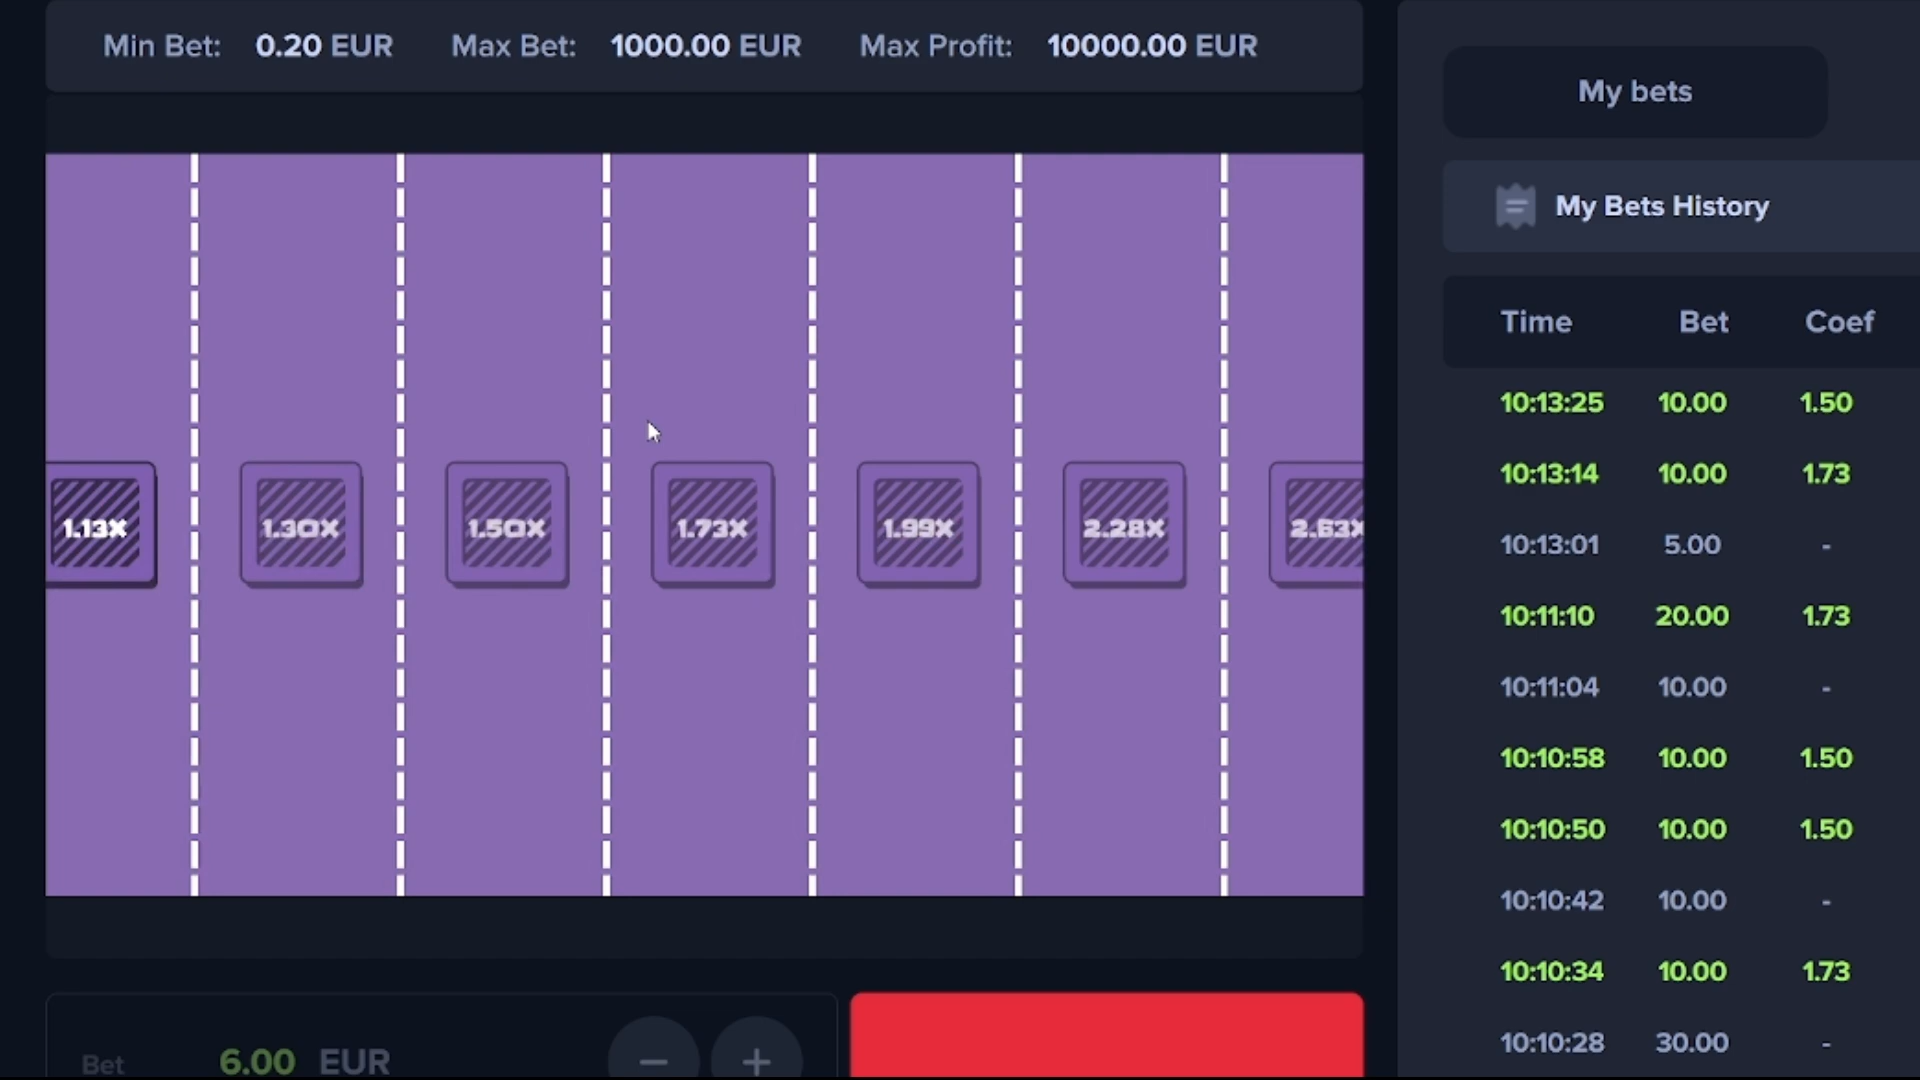 Min Bet: 0.20 EUR Max Bet: 1000.00 EUR Max Profit: 10000.00 EUR
1.13X 1.30X 1.50X 1.73X 1.99X 2.28X 2.63X
Bet 6.00 EUR − +
My bets
My Bets History
Time Bet Coef
10:13:25 10.00 1.50
10:13:14 10.00 1.73
10:13:01 5.00 -
10:11:10 20.00 1.73
10:11:04 10.00 -
10:10:58 10.00 1.50
10:10:50 10.00 1.50
10:10:42 10.00 -
10:10:34 10.00 1.73
10:10:28 30.00 -